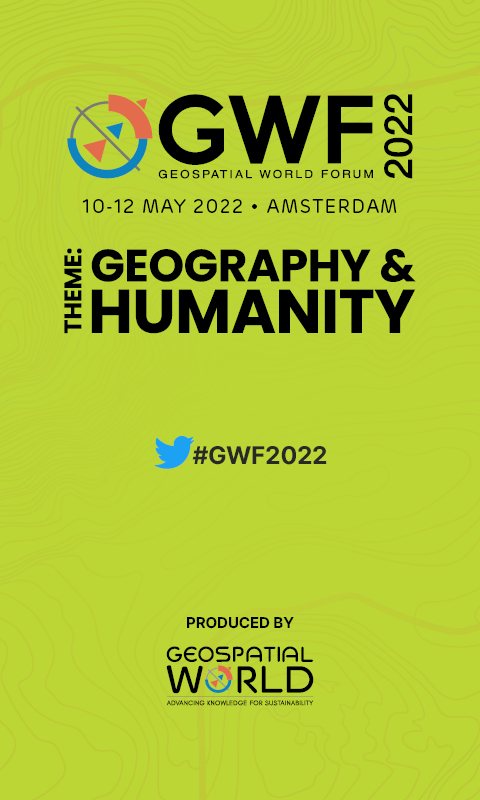 GWF 2022
GEOSPATIAL WORLD FORUM
10-12 MAY 2022 • AMSTERDAM
THEME: GEOGRAPHY &
HUMANITY
#GWF2022
PRODUCED BY
GEOSPATIAL
WORLD
ADVANCING KNOWLEDGE FOR SUSTAINABILITY